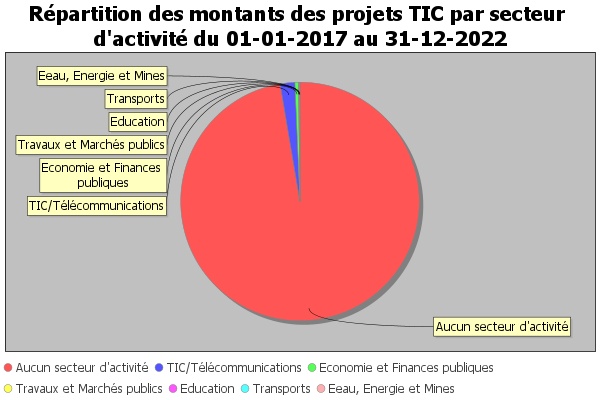 Répartition des montants des projets TIC par secteur
d'activité du 01-01-2017 au 31-12-2022
Eeau, Energie et Mines
Transports
Education
Travaux et Marchés publics
Economie et Finances
publiques
TIC/Télécommunications
Aucun secteur d'activité
Aucun secteur d'activité TIC/Télécommunications Economie et Finances publiques
Travaux et Marchés publics Education Transports Eeau, Energie et Mines